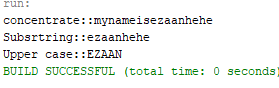 run:
concentrate::mynameisezaanhehe
Subsrtring::ezaanhehe
Upper case::EZAAN
BUILD SUCCESSFUL (total time: 0 seconds)